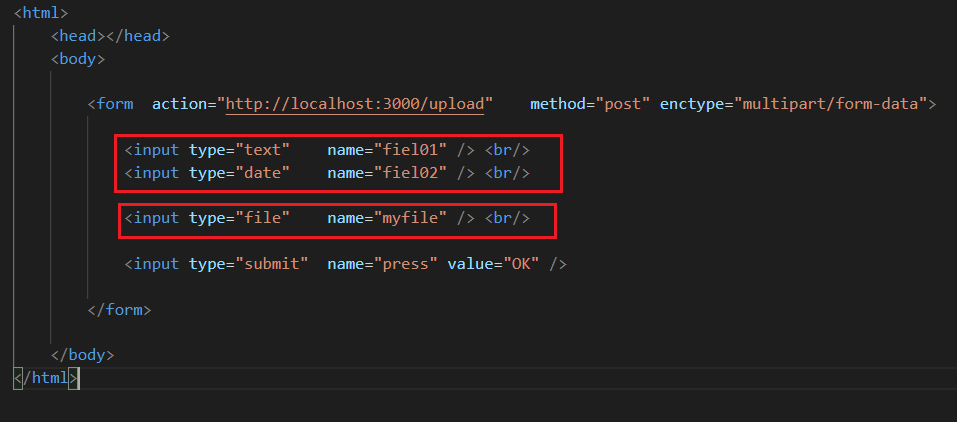 <html>
<head></head>
<body>
<form  action="http://localhost:3000/upload"    method="post" enctype="multipart/form-data">
<input type="text"    name="fiel01" /> <br/>
<input type="date"    name="fiel02" /> <br/>
<input type="file"    name="myfile" /> <br/>
<input type="submit"  name="press" value="OK" />
</form>
</body>
</html>